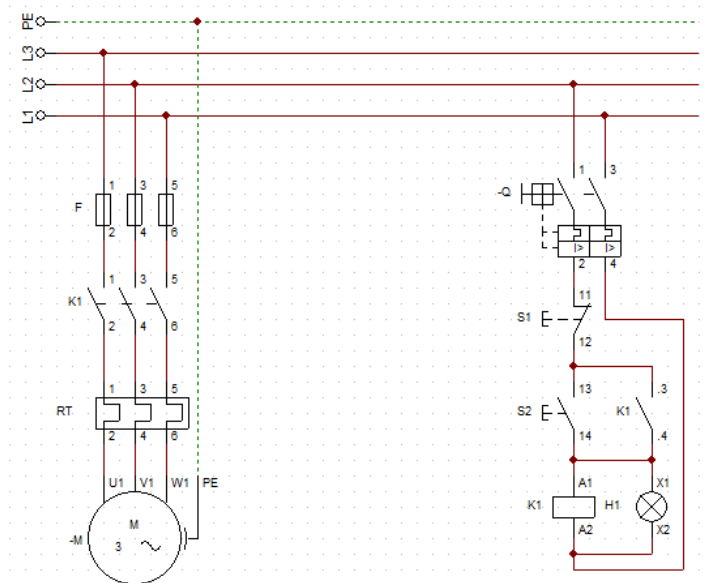 PE
L3
L2
L1
1 3 5
F
2 4 6
1 3 5
K1
2 4 6
1 3 5
RT
2 4 6
U1 V1 W1 PE
M
-M
3
1 3
-Q
I> I>
2 4
11
S1
12
13 .3
S2 K1
14 .4
A1 X1
K1 H1
A2 X2